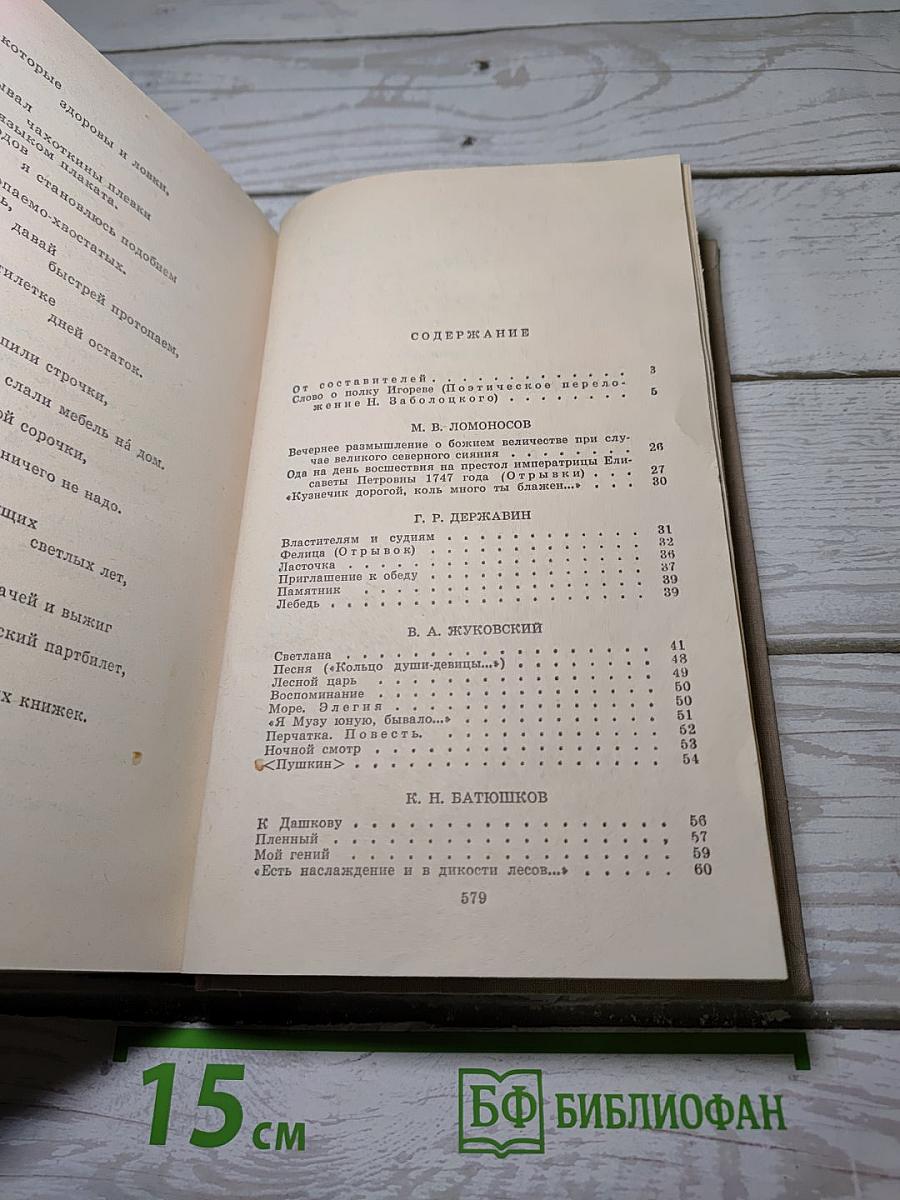 которые
здоровы и ловки,
чахоткины плевки
языком плаката.
я становлюсь подобием
хвостатых.
давай
быстрей протопаем,
дней остаток.
строчки,
слали мебель на́ дом.
сорочки,
ничего не надо.
светлых лет,
и выжиг
партбилет,
книжек.
СОДЕРЖАНИЕ
От составителей . . . . . . . . . . . 3
Слово о полку Игореве (Поэтическое перело-
жение Н. Заболоцкого) . . . . . . . . 5
М. В. ЛОМОНОСОВ
Вечернее размышление о божием величестве при слу-
чае великого северного сияния . . . . . . . . 26
Ода на день восшествия на престол императрицы Ели-
саветы Петровны 1747 года (Отрывки) . . . 27
«Кузнечик дорогой, коль много ты блажен...» . . . 30
Г. Р. ДЕРЖАВИН
Властителям и судиям . . . . . . . . . . . 31
Фелица (Отрывок) . . . . . . . . . . . . 32
Ласточка . . . . . . . . . . . . . . . . 36
Приглашение к обеду . . . . . . . . . . . . 37
Памятник . . . . . . . . . . . . . . . . 39
Лебедь . . . . . . . . . . . . . . . . . 39
В. А. ЖУКОВСКИЙ
Светлана . . . . . . . . . . . . . . . . . 41
Песня («Кольцо души-девицы...») . . . . . . . . 48
Лесной царь . . . . . . . . . . . . . . . . 49
Воспоминание . . . . . . . . . . . . . . . 50
Море. Элегия . . . . . . . . . . . . . . . 50
«Я Музу юную, бывало...» . . . . . . . . . . . 51
Перчатка. Повесть. . . . . . . . . . . . . 52
Ночной смотр . . . . . . . . . . . . . . . 53
<Пушкин> . . . . . . . . . . . . . . . . . 54
К. Н. БАТЮШКОВ
К Дашкову . . . . . . . . . . . . . . . . . 56
Пленный . . . . . . . . . . . . . . . . . . 57
Мой гений . . . . . . . . . . . . . . . . . 59
«Есть наслаждение и в дикости лесов...» . . . . . 60
579
15 см
БФ БИБЛИОФАН